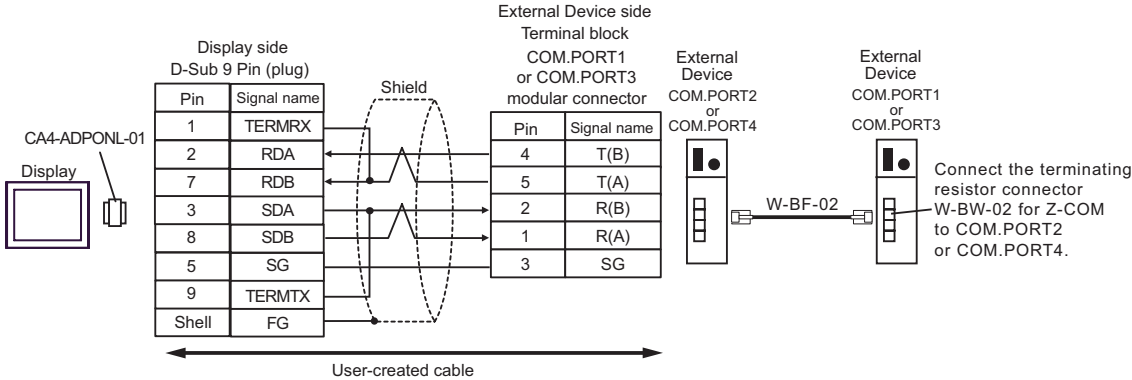 External Device side
Terminal block
COM.PORT1
or COM.PORT3
modular connector
Display side
D-Sub 9 Pin (plug)
Shield
External
Device
COM.PORT2
or
COM.PORT4
External
Device
COM.PORT1
or
COM.PORT3
CA4-ADPONL-01
Display
Pin Signal name
1 TERMRX
2 RDA
7 RDB
3 SDA
8 SDB
5 SG
9 TERMTX
Shell FG
Pin Signal name
4 T(B)
5 T(A)
2 R(B)
1 R(A)
3 SG
W-BF-02
Connect the terminating
resistor connector
W-BW-02 for Z-COM
to COM.PORT2
or COM.PORT4.
User-created cable